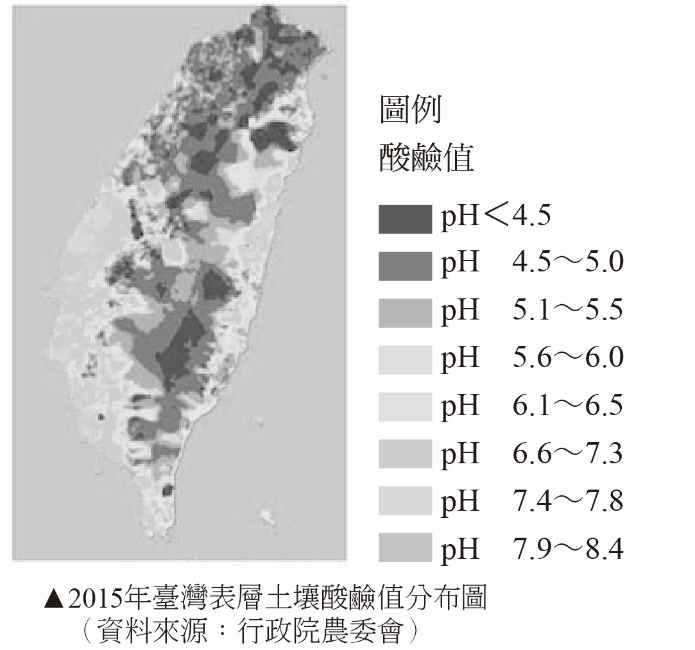 圖例
酸鹼值
pH＜4.5
pH 4.5～5.0
pH 5.1～5.5
pH 5.6～6.0
pH 6.1～6.5
pH 6.6～7.3
pH 7.4～7.8
pH 7.9～8.4
▲2015年臺灣表層土壤酸鹼值分布圖
（資料來源：行政院農委會）